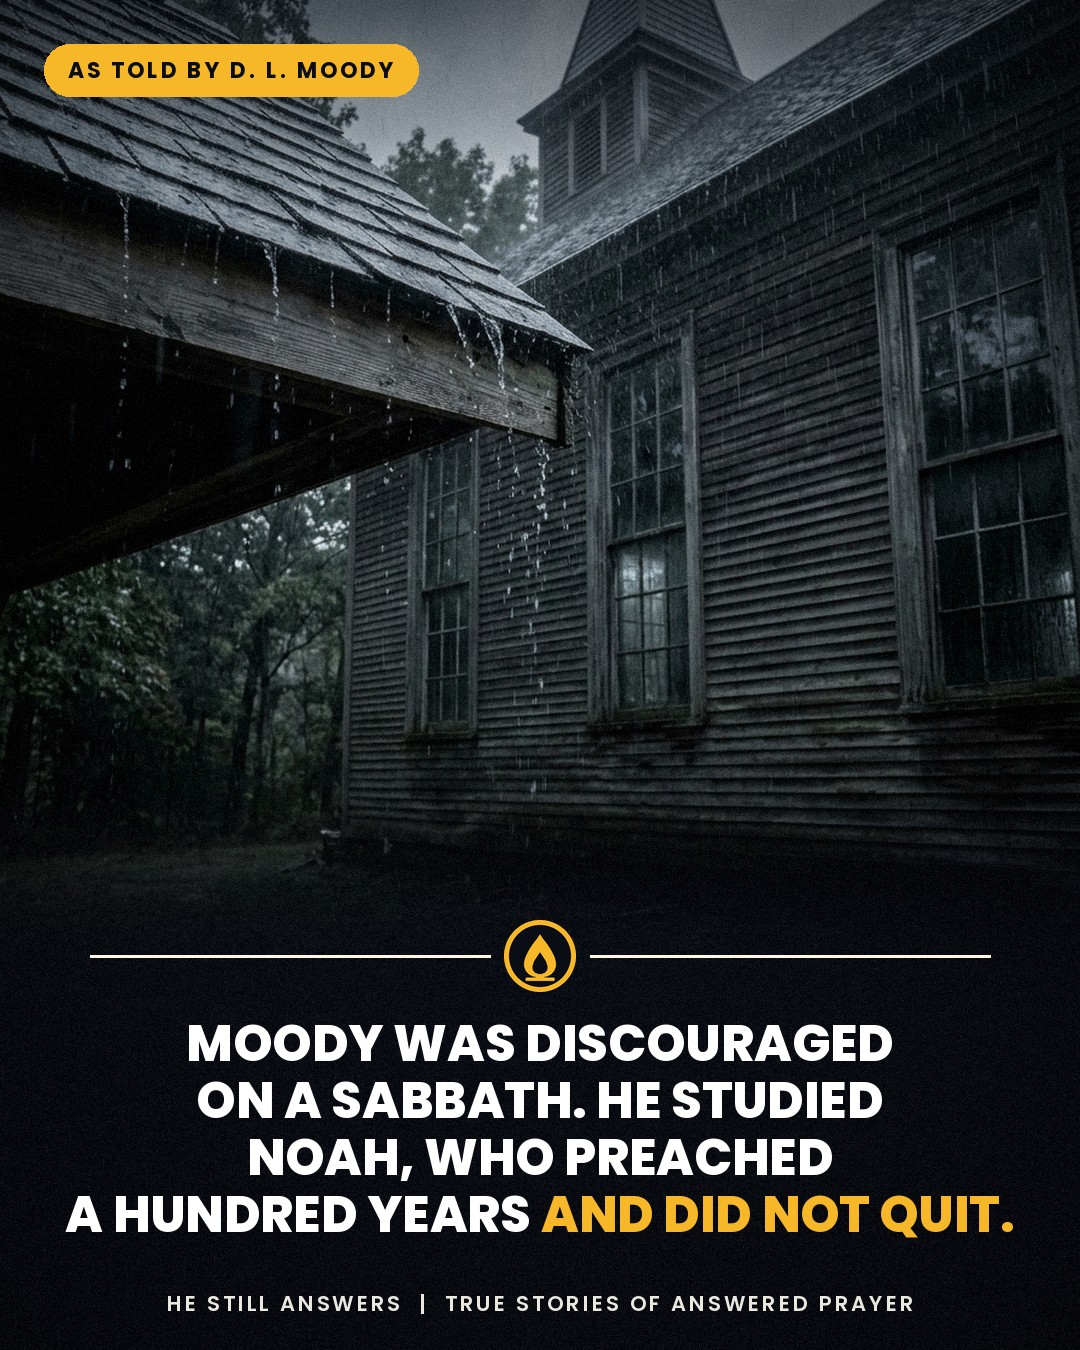 AS TOLD BY D. L. MOODY
MOODY WAS DISCOURAGED
ON A SABBATH. HE STUDIED
NOAH, WHO PREACHED
A HUNDRED YEARS AND DID NOT QUIT.
HE STILL ANSWERS | TRUE STORIES OF ANSWERED PRAYER